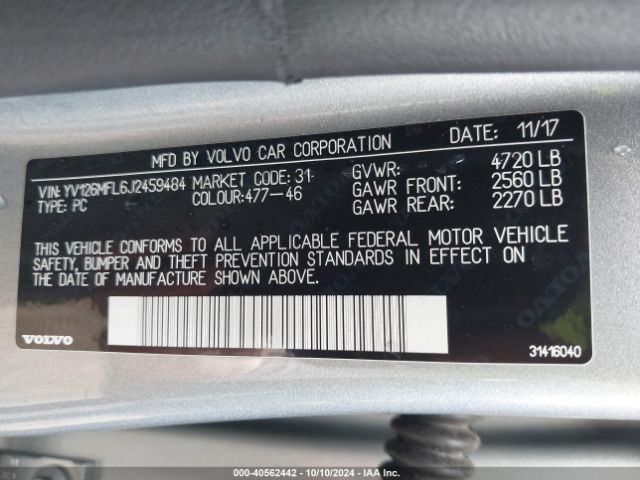 MFD BY VOLVO CAR CORPORATION DATE: 11/17
VIN: YV126MFL6J2459484 MARKET CODE: 31 GVWR: 4720 LB
TYPE: PC COLOUR:477-46 GAWR FRONT: 2560 LB
GAWR REAR: 2270 LB
THIS VEHICLE CONFORMS TO ALL APPLICABLE FEDERAL MOTOR VEHICLE
SAFETY, BUMPER AND THEFT PREVENTION STANDARDS IN EFFECT ON
THE DATE OF MANUFACTURE SHOWN ABOVE.
VOLVO
31416040
000-40562442 - 10/10/2024 - IAA Inc.